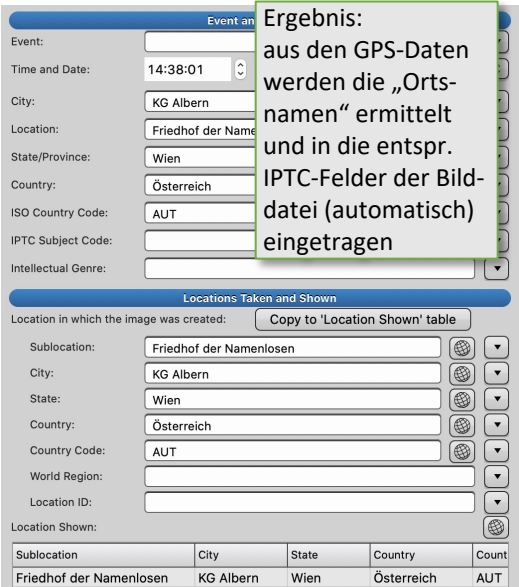 Event an
Event:
Time and Date: 14:38:01
City: KG Albern
Location: Friedhof der Name
State/Province: Wien
Country: Österreich
ISO Country Code: AUT
IPTC Subject Code:
Intellectual Genre:
Ergebnis:
aus den GPS-Daten
werden die „Orts-
namen“ ermittelt
und in die entspr.
IPTC-Felder der Bild-
datei (automatisch)
eingetragen
Locations Taken and Shown
Location in which the image was created: Copy to 'Location Shown' table
Sublocation: Friedhof der Namenlosen
City: KG Albern
State: Wien
Country: Österreich
Country Code: AUT
World Region:
Location ID:
Location Shown:
Sublocation City State Country Count
Friedhof der Namenlosen KG Albern Wien Österreich AUT